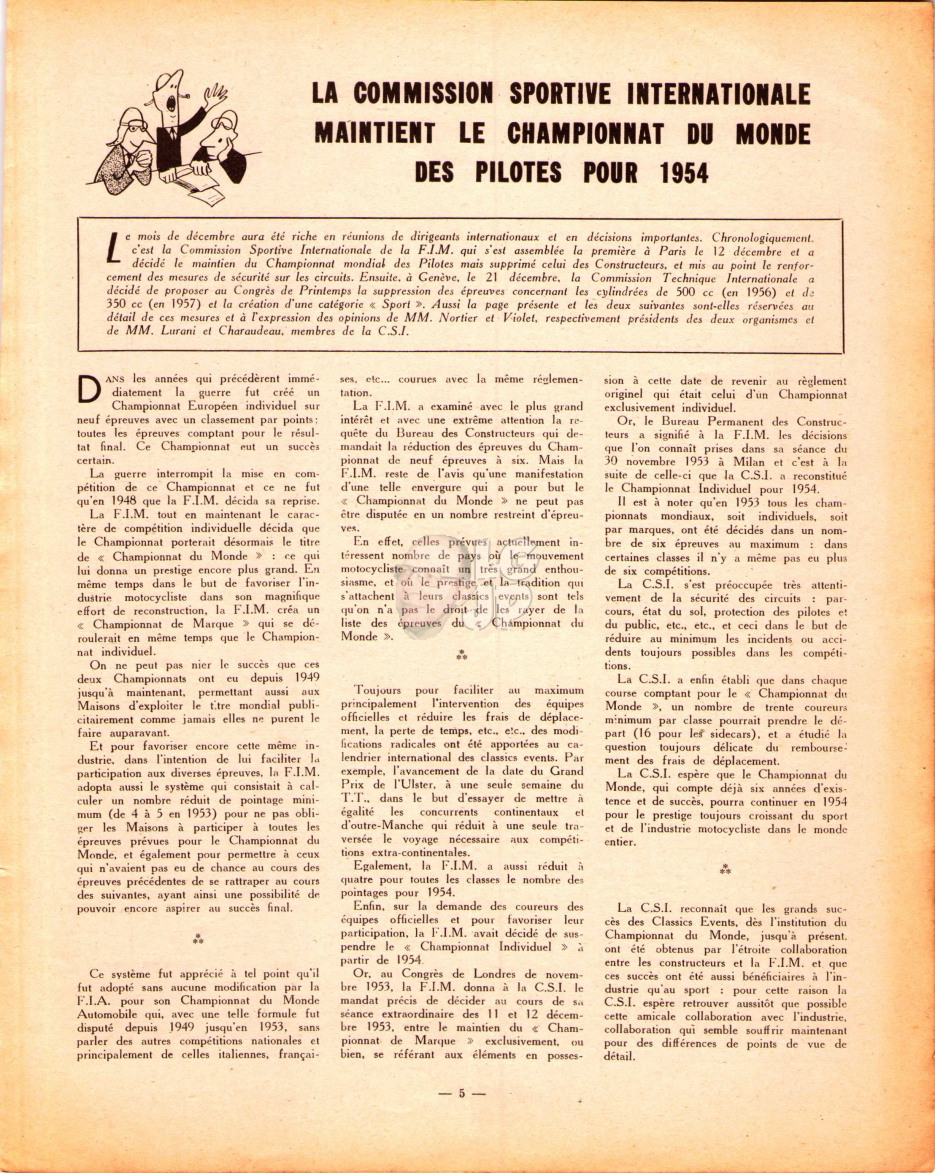 LA COMMISSION SPORTIVE INTERNATIONALE
MAINTIENT LE CHAMPIONNAT DU MONDE
DES PILOTES POUR 1954
Le mois de décembre aura été riche en réunions de dirigeants internationaux et en décisions importantes. Chronologiquement,
c'est la Commission Sportive Internationale de la F.I.M. qui s'est assemblée la première à Paris le 12 décembre et a
décidé le maintien du Championnat mondial des Pilotes mais supprimé celui des Constructeurs, et mis au point le renfor-
cement des mesures de sécurité sur les circuits. Ensuite, à Genève, le 21 décembre, la Commission Technique Internationale a
décidé de proposer au Congrès de Printemps la suppression des épreuves concernant les cylindrées de 500 cc (en 1956) et de
350 cc (en 1957) et la création d'une catégorie « Sport ». Aussi la page présente et les deux suivantes sont-elles réservées au
détail de ces mesures et à l'expression des opinions de MM. Nortier et Violet, respectivement présidents des deux organismes et
de MM. Lurani et Charaudeau, membres de la C.S.I.
DANS les années qui précédèrent immé-
diatement la guerre fut créé un
Championnat Européen individuel sur
neuf épreuves avec un classement par points;
toutes les épreuves comptant pour le résul-
tat final. Ce Championnat eut un succès
certain.
La guerre interrompit la mise en com-
pétition de ce Championnat et ce ne fut
qu'en 1948 que la F.I.M. décida sa reprise.
La F.I.M. tout en maintenant le carac-
tère de compétition individuelle décida que
le Championnat porterait désormais le titre
de « Championnat du Monde » : ce qui
lui donna un prestige encore plus grand. En
même temps dans le but de favoriser l'in-
dustrie motocycliste dans son magnifique
effort de reconstruction, la F.I.M. créa un
« Championnat de Marque » qui se dé-
roulerait en même temps que le Champion-
nat individuel.
On ne peut pas nier le succès que ces
deux Championnats ont eu depuis 1949
jusqu'à maintenant, permettant aussi aux
Maisons d'exploiter le titre mondial publi-
citairement comme jamais elles ne purent le
faire auparavant.
Et pour favoriser encore cette même in-
dustrie, dans l'intention de lui faciliter la
participation aux diverses épreuves, la F.I.M.
adopta aussi le système qui consistait à cal-
culer un nombre réduit de pointage mini-
mum (de 4 à 5 en 1953) pour ne pas obli-
ger les Maisons à participer à toutes les
épreuves prévues pour le Championnat du
Monde, et également pour permettre à ceux
qui n'avaient pas eu de chance au cours des
épreuves précédentes de se rattraper au cours
des suivantes, ayant ainsi une possibilité de
pouvoir encore aspirer au succès final.
⁂
Ce système fut apprécié à tel point qu'il
fut adopté sans aucune modification par la
F.I.A. pour son Championnat du Monde
Automobile qui, avec une telle formule fut
disputé depuis 1949 jusqu'en 1953, sans
parler des autres compétitions nationales et
principalement de celles italiennes, françai-
ses, etc... courues avec la même réglemen-
tation.
La F.I.M. a examiné avec le plus grand
intérêt et avec une extrême attention la re-
quête du Bureau des Constructeurs qui de-
mandait la réduction des épreuves du Cham-
pionnat de neuf épreuves à six. Mais la
F.I.M. reste de l'avis qu'une manifestation
d'une telle envergure qui a pour but le
« Championnat du Monde » ne peut pas
être disputée en un nombre restreint d'épreu-
ves.
En effet, celles prévues actuellement in-
téressent nombre de pays où le mouvement
motocycliste connaît un très grand enthou-
siasme, et où le prestige et la tradition qui
s'attachent à leurs classics events) sont tels
qu'on n'a pas le droit de les rayer de la
liste des épreuves du « Championnat du
Monde ».
⁂
Toujours pour faciliter au maximum
principalement l'intervention des équipes
officielles et réduire les frais de déplace-
ment, la perte de temps, etc., etc., des modi-
fications radicales ont été apportées au ca-
lendrier international des classics events. Par
exemple, l'avancement de la date du Grand
Prix de l'Ulster, à une seule semaine du
T.T., dans le but d'essayer de mettre à
égalité les concurrents continentaux et
d'outre-Manche qui réduit à une seule tra-
versée le voyage nécessaire aux compéti-
tions extra-continentales.
Egalement, la F.I.M. a aussi réduit à
quatre pour toutes les classes le nombre des
pointages pour 1954.
Enfin, sur la demande des coureurs des
équipes officielles et pour favoriser leur
participation, la F.I.M. avait décidé de sus-
pendre le « Championnat Individuel » à
partir de 1954.
Or, au Congrès de Londres de novem-
bre 1953, la F.I.M. donna à la C.S.I. le
mandat précis de décider au cours de sa
séance extraordinaire des 11 et 12 décem-
bre 1953, entre le maintien du « Cham-
pionnat de Marque » exclusivement, ou
bien, se référant aux éléments en posses-
sion à cette date de revenir au règlement
originel qui était celui d'un Championnat
exclusivement individuel.
Or, le Bureau Permanent des Construc-
teurs a signifié à la F.I.M. les décisions
que l'on connaît prises dans sa séance du
30 novembre 1953 à Milan et c'est à la
suite de celle-ci que la C.S.I. a reconstitué
le Championnat Individuel pour 1954.
Il est à noter qu'en 1953 tous les cham-
pionnats mondiaux, soit individuels, soit
par marques, ont été décidés dans un nom-
bre de six épreuves au maximum : dans
certaines classes il n'y a même pas eu plus
de six compétitions.
La C.S.I. s'est préoccupée très attenti-
vement de la sécurité des circuits : par-
cours, état du sol, protection des pilotes et
du public, etc., etc., et ceci dans le but de
réduire au minimum les incidents ou acci-
dents toujours possibles dans les compéti-
tions.
La C.S.I. a enfin établi que dans chaque
course comptant pour le « Championnat du
Monde », un nombre de trente coureurs
minimum par classe pourrait prendre le dé-
part (16 pour les sidecars), et a étudié la
question toujours délicate du rembourse-
ment des frais de déplacement.
La C.S.I. espère que le Championnat du
Monde, qui compte déjà six années d'exis-
tence et de succès, pourra continuer en 1954
pour le prestige toujours croissant du sport
et de l'industrie motocycliste dans le monde
entier.
⁂
La C.S.I. reconnaît que les grands suc-
cès des Classics Events, dès l'institution du
Championnat du Monde, jusqu'à présent,
ont été obtenus par l'étroite collaboration
entre les constructeurs et la F.I.M. et que
ces succès ont été aussi bénéficiaires à l'in-
dustrie qu'au sport : pour cette raison la
C.S.I. espère retrouver aussitôt que possible
cette amicale collaboration avec l'industrie,
collaboration qui semble souffrir maintenant
pour des différences de points de vue de
détail.
— 5 —